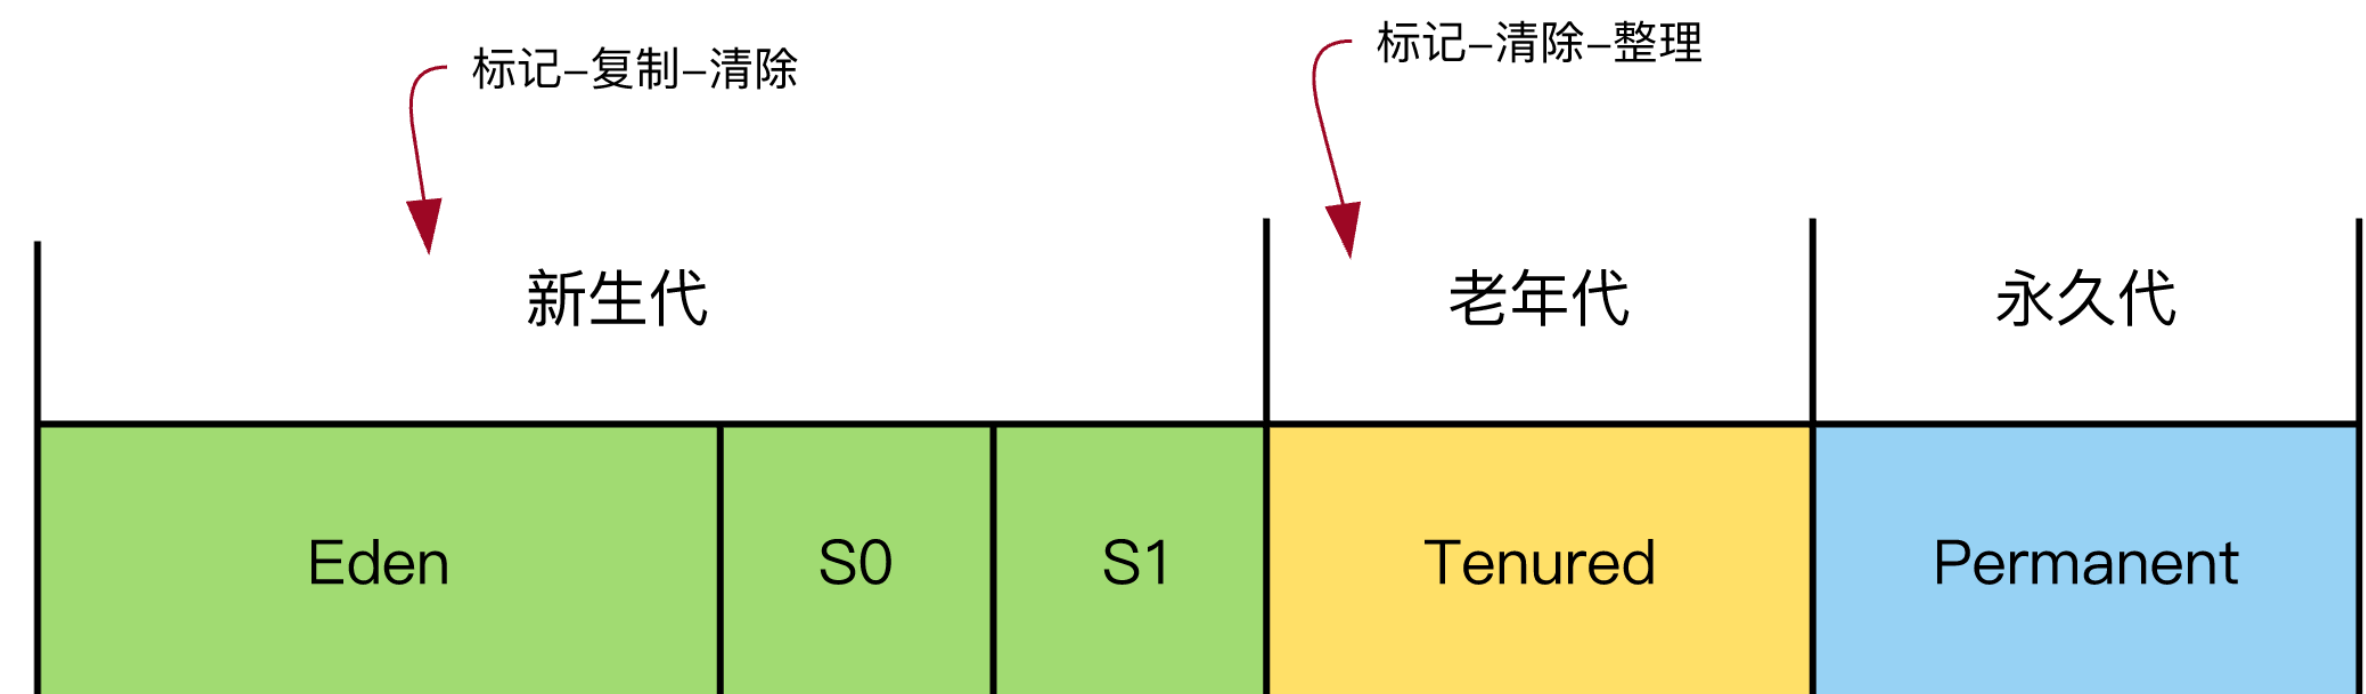 标记-复制-清除
标记-清除-整理
新生代
老年代
永久代
Eden
S0
S1
Tenured
Permanent